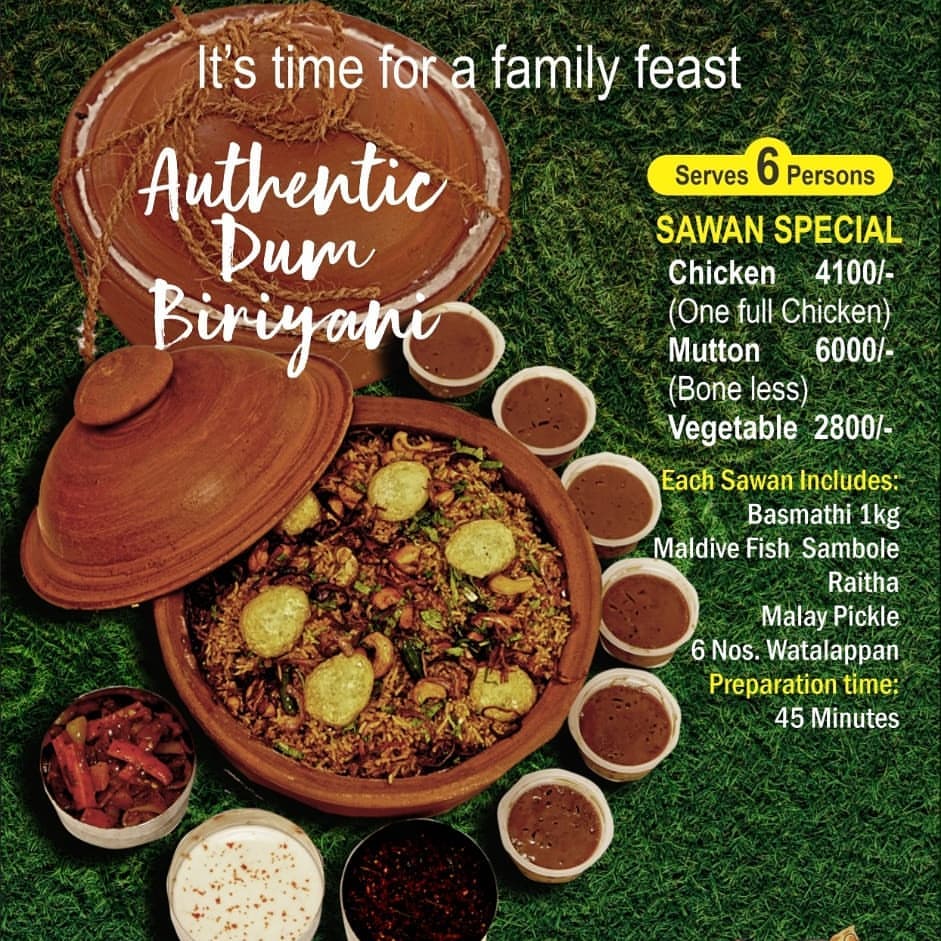 It's time for a family feast
Authentic
Dum
Biriyani
Serves 6 Persons
SAWAN SPECIAL
Chicken 4100/-
(One full Chicken)
Mutton 6000/-
(Bone less)
Vegetable 2800/-
Each Sawan Includes:
Basmathi 1kg
Maldive Fish Sambole
Raitha
Malay Pickle
6 Nos. Watalappan
Preparation time:
45 Minutes